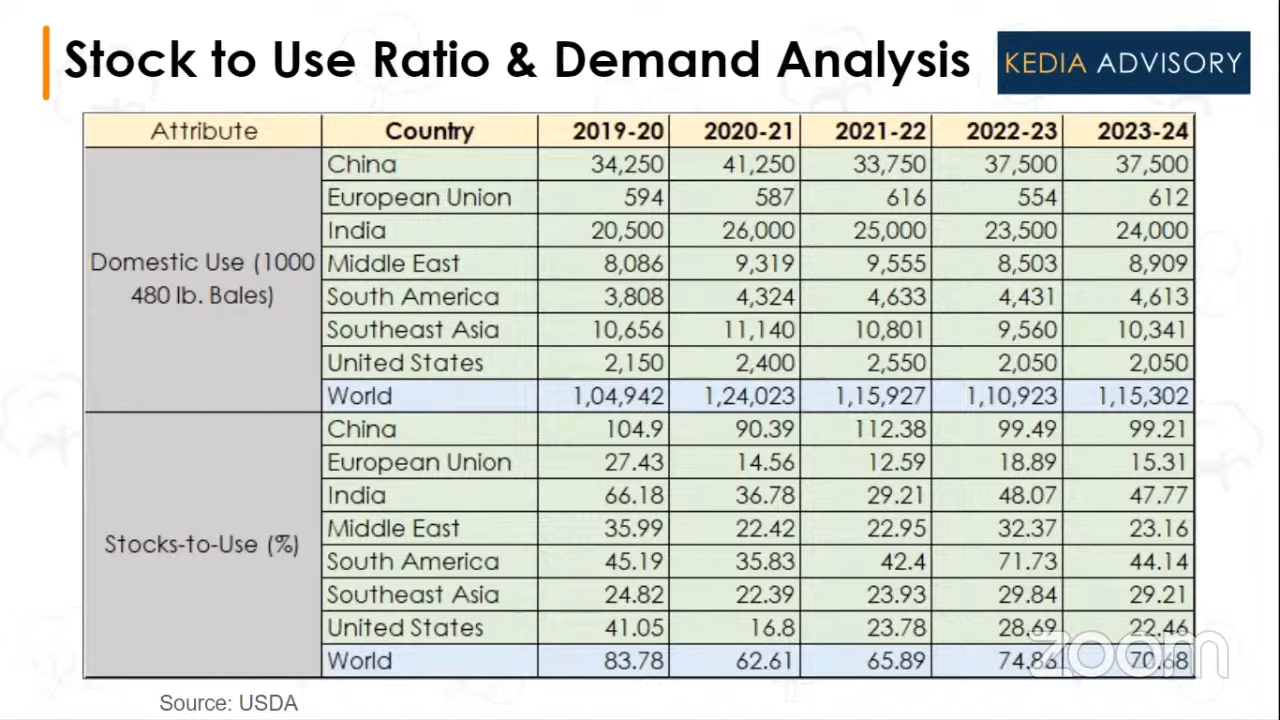 Stock to Use Ratio & Demand Analysis
KEDIA ADVISORY
Attribute Country 2019-20 2020-21 2021-22 2022-23 2023-24
Domestic Use (1000 480 lb. Bales)
China 34,250 41,250 33,750 37,500 37,500
European Union 594 587 616 554 612
India 20,500 26,000 25,000 23,500 24,000
Middle East 8,086 9,319 9,555 8,503 8,909
South America 3,808 4,324 4,633 4,431 4,613
Southeast Asia 10,656 11,140 10,801 9,560 10,341
United States 2,150 2,400 2,550 2,050 2,050
World 1,04,942 1,24,023 1,15,927 1,10,923 1,15,302
Stocks-to-Use (%)
China 104.9 90.39 112.38 99.49 99.21
European Union 27.43 14.56 12.59 18.89 15.31
India 66.18 36.78 29.21 48.07 47.77
Middle East 35.99 22.42 22.95 32.37 23.16
South America 45.19 35.83 42.4 71.73 44.14
Southeast Asia 24.82 22.39 23.93 29.84 29.21
United States 41.05 16.8 23.78 28.69 22.46
World 83.78 62.61 65.89 74.86 70.68
zoom
Source: USDA